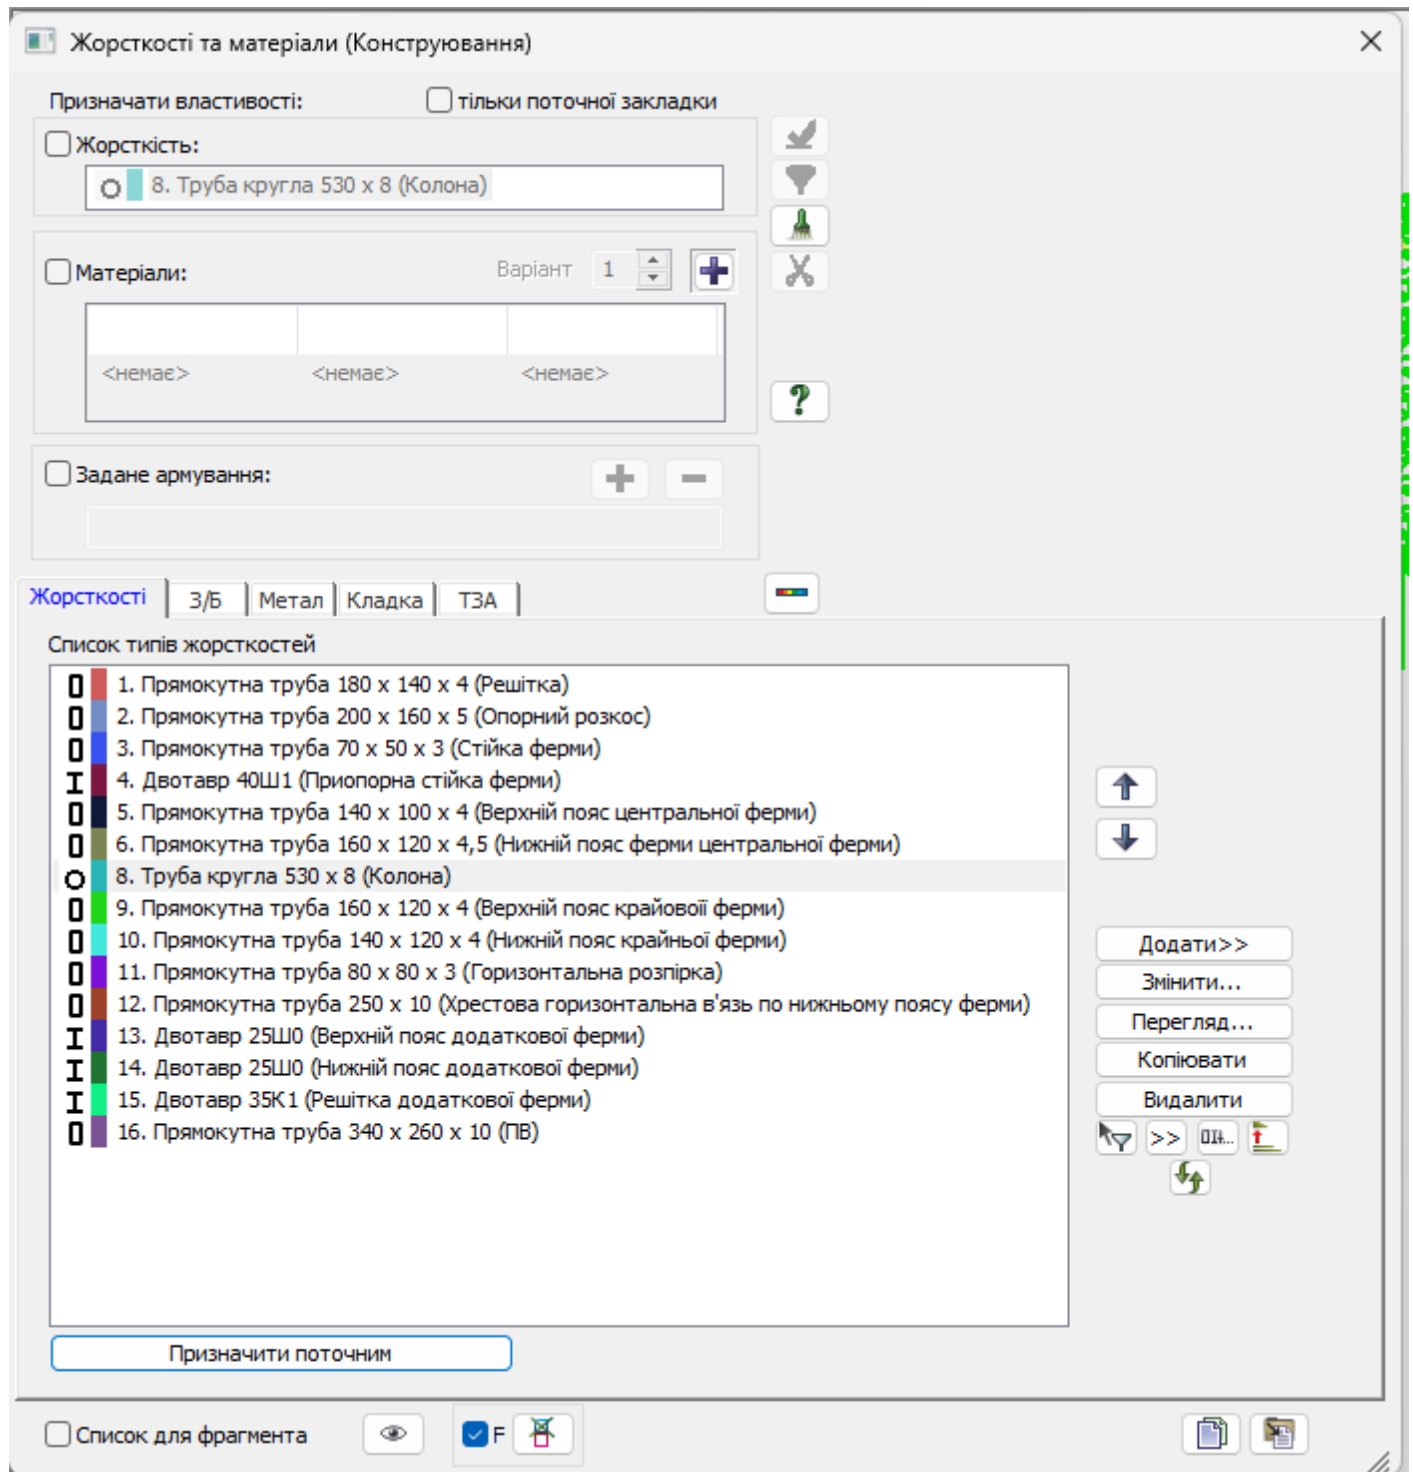 Жорсткості та матеріали (Конструювання)
Призначати властивості: тільки поточної закладки
Жорсткість:
8. Труба кругла 530 x 8 (Колона)
Матеріали: Варіант 1
<немає> <немає> <немає>
?
Задане армування:
Жорсткості З/Б Метал Кладка ТЗА
Список типів жорсткостей
1. Прямокутна труба 180 x 140 x 4 (Решітка)
2. Прямокутна труба 200 x 160 x 5 (Опорний розкос)
3. Прямокутна труба 70 x 50 x 3 (Стійка ферми)
4. Двотавр 40Ш1 (Приопорна стійка ферми)
5. Прямокутна труба 140 x 100 x 4 (Верхній пояс центральної ферми)
6. Прямокутна труба 160 x 120 x 4,5 (Нижній пояс ферми центральної ферми)
8. Труба кругла 530 x 8 (Колона)
9. Прямокутна труба 160 x 120 x 4 (Верхній пояс крайовоїї ферми)
10. Прямокутна труба 140 x 120 x 4 (Нижній пояс крайньої ферми)
11. Прямокутна труба 80 x 80 x 3 (Горизонтальна розпірка)
12. Прямокутна труба 250 x 10 (Хрестова горизонтальна в'язь по нижньому поясу ферми)
13. Двотавр 25Ш0 (Верхній пояс додаткової ферми)
14. Двотавр 25Ш0 (Нижній пояс додаткової ферми)
15. Двотавр 35К1 (Решітка додаткової ферми)
16. Прямокутна труба 340 x 260 x 10 (ПВ)
Додати>>
Змінити...
Перегляд...
Копіювати
Видалити
>>
Призначити поточним
Список для фрагмента F